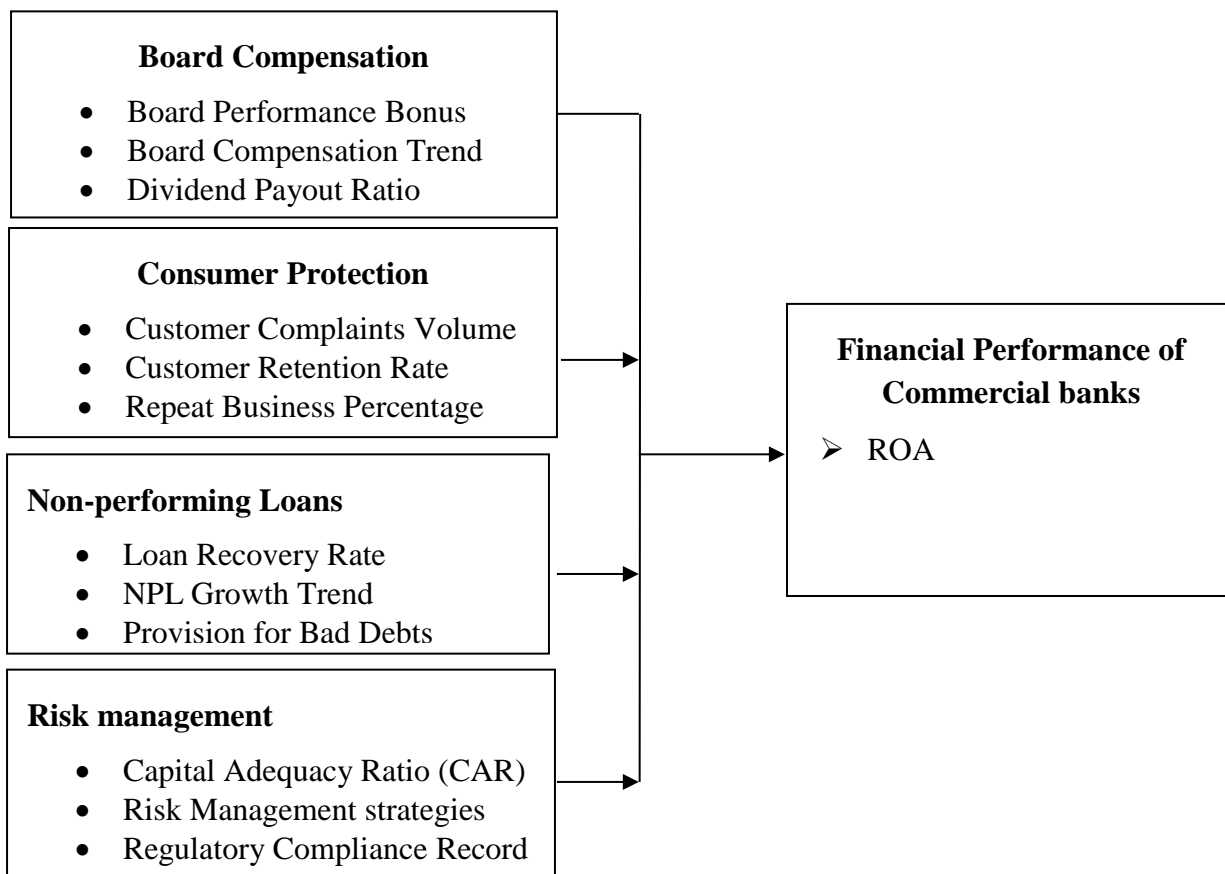 Board Compensation
• Board Performance Bonus
• Board Compensation Trend
• Dividend Payout Ratio
Consumer Protection
• Customer Complaints Volume
• Customer Retention Rate
• Repeat Business Percentage
Non-performing Loans
• Loan Recovery Rate
• NPL Growth Trend
• Provision for Bad Debts
Risk management
• Capital Adequacy Ratio (CAR)
• Risk Management strategies
• Regulatory Compliance Record
Financial Performance of
Commercial banks
➢ ROA